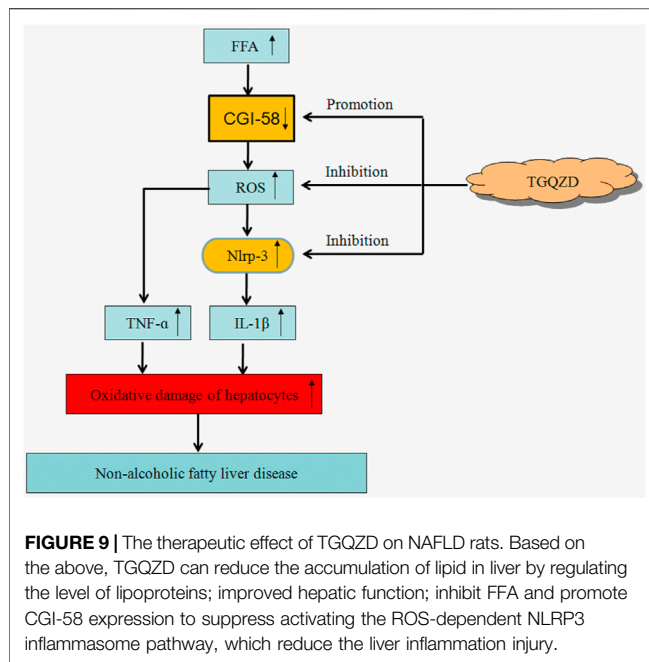 FFA
CGI-58
Promotion
ROS
Inhibition
TGQZD
Nlrp-3
Inhibition
TNF-α
IL-1β
Oxidative damage of hepatocytes
Non-alcoholic fatty liver disease
FIGURE 9 | The therapeutic effect of TGQZD on NAFLD rats. Based on
the above, TGQZD can reduce the accumulation of lipid in liver by regulating
the level of lipoproteins; improved hepatic function; inhibit FFA and promote
CGI-58 expression to suppress activating the ROS-dependent NLRP3
inflammasome pathway, which reduce the liver inflammation injury.